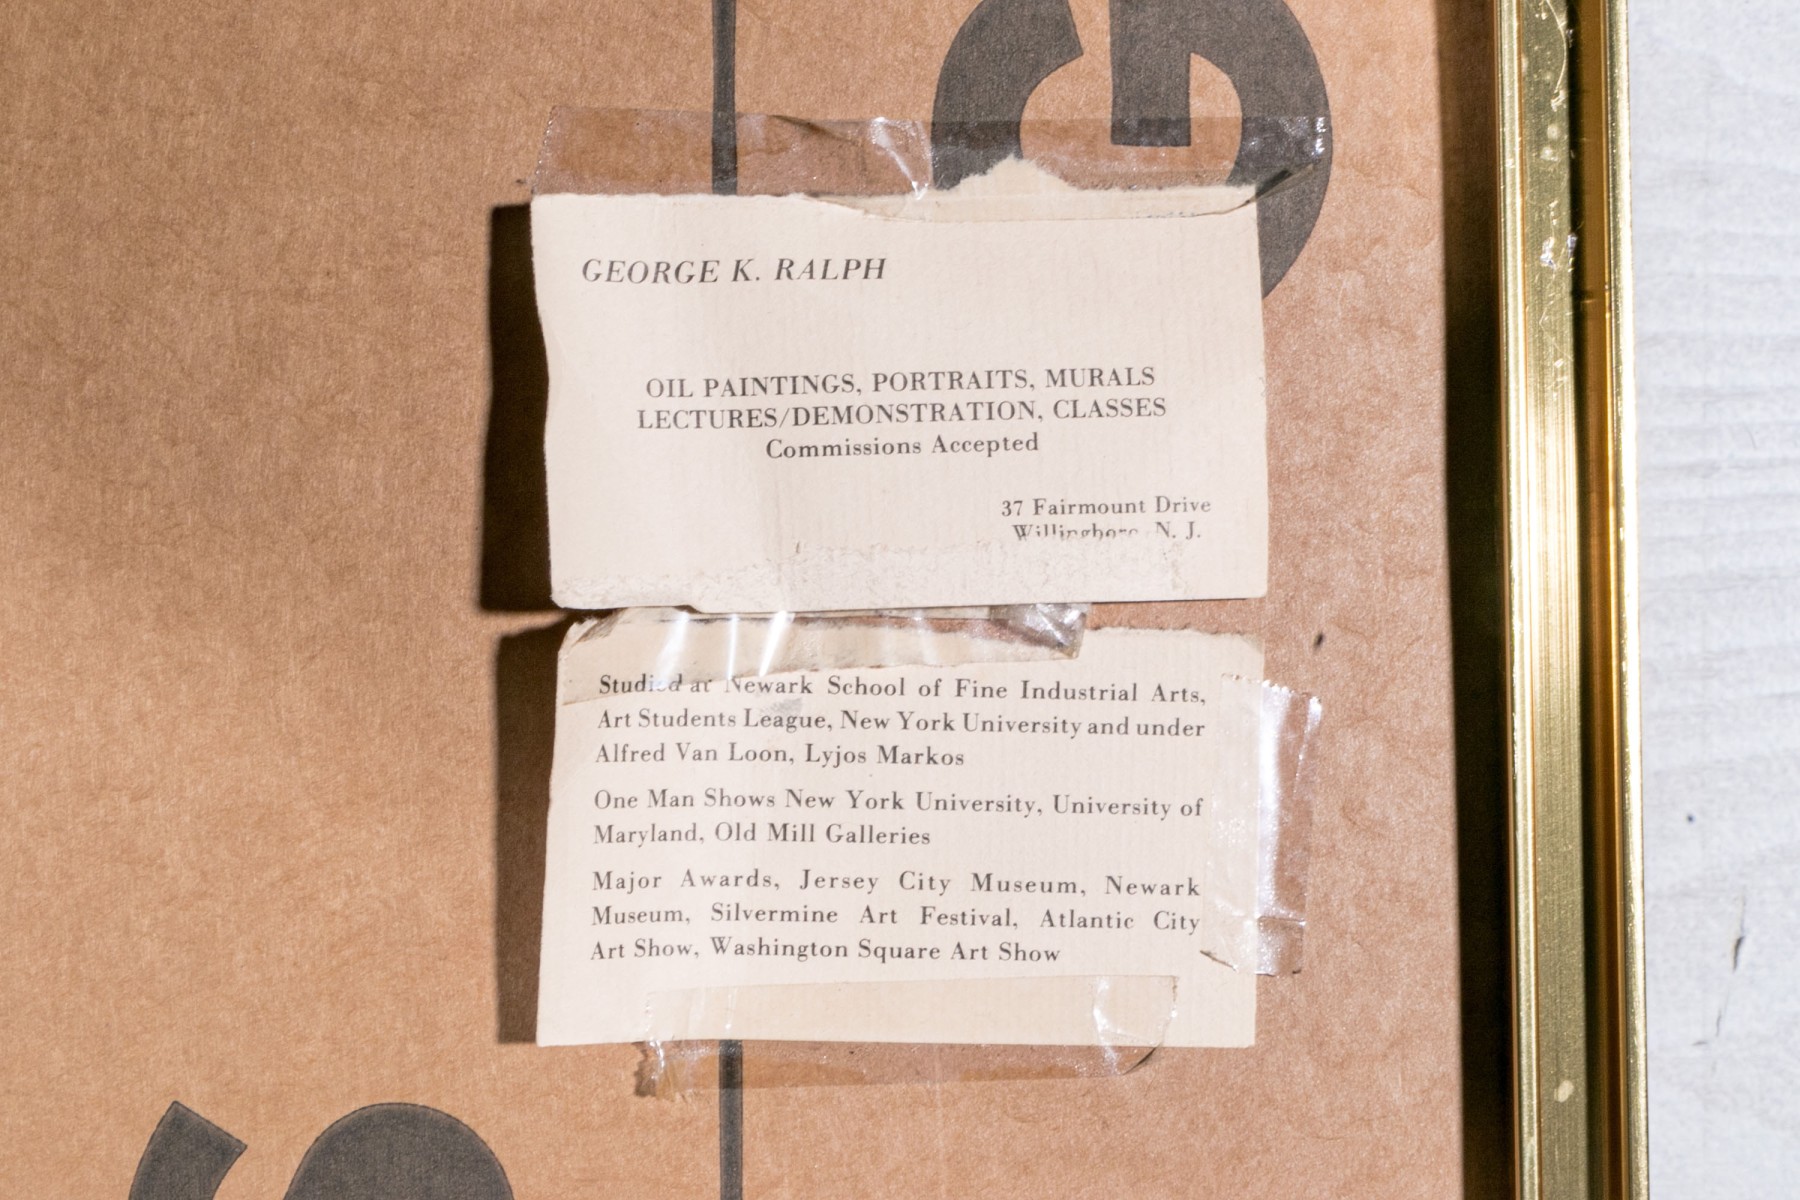 G
GEORGE K. RALPH
OIL PAINTINGS, PORTRAITS, MURALS
LECTURES/DEMONSTRATION, CLASSES
Commissions Accepted
37 Fairmount Drive
Willingboro, N. J.
Studied at Newark School of Fine Industrial Arts,
Art Students League, New York University and under
Alfred Van Loon, Lyjos Markos
One Man Shows New York University, University of
Maryland, Old Mill Galleries
Major Awards, Jersey City Museum, Newark
Museum, Silvermine Art Festival, Atlantic City
Art Show, Washington Square Art Show